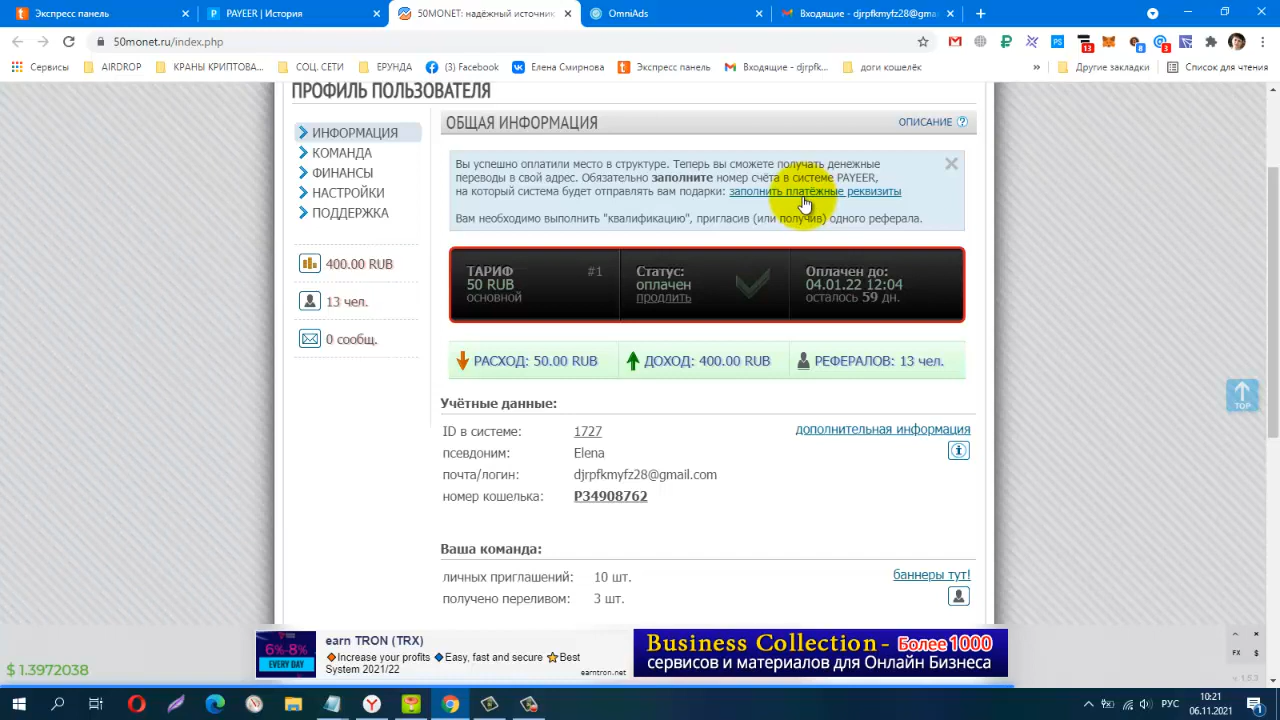 Экспресс панель
PAYEER | История
50MONET: надёжный источник
OmniAds
Входящие - djrpfkmyfz28@gma
50monet.ru/index.php
Сервисы
AIRDROP
КРАНЫ КРИПТОВА...
СОЦ. СЕТИ
ЕРУНДА
(3) Facebook
Елена Смирнова
Экспресс панель
Входящие - djrpfk...
доги кошелёк
»
Другие закладки
Список для чтения
ПРОФИЛЬ ПОЛЬЗОВАТЕЛЯ
ИНФОРМАЦИЯ
КОМАНДА
ФИНАНСЫ
НАСТРОЙКИ
ПОДДЕРЖКА
400.00 RUB
13 чел.
0 сообщ.
ОБЩАЯ ИНФОРМАЦИЯ
ОПИСАНИЕ
Вы успешно оплатили место в структуре. Теперь вы сможете получать денежные
переводы в свой адрес. Обязательно заполните номер счёта в системе PAYEER,
на который система будет отправлять вам подарки: заполнить платёжные реквизиты
Вам необходимо выполнить "квалификацию", пригласив (или получив) одного реферала.
ТАРИФ #1
50 RUB
основной
Статус:
оплачен
продлить
Оплачен до:
04.01.22 12:04
осталось 59 дн.
РАСХОД: 50.00 RUB
ДОХОД: 400.00 RUB
РЕФЕРАЛОВ: 13 чел.
Учётные данные:
ID в системе: 1727
дополнительная информация
псевдоним: Elena
почта/логин: djrpfkmyfz28@gmail.com
номер кошелька: P34908762
Ваша команда:
личных приглашений: 10 шт.
баннеры тут!
получено переливом: 3 шт.
TOP
6%-8%
EVERY DAY
earn TRON (TRX)
Increase your profits Easy, fast and secure Best
System 2021/22
earntron.net
Business Collection - Более 1000
сервисов и материалов для Онлайн Бизнеса
FX $
v 1.5.3
$ 1.3972038
РУС
10:21
06.11.2021